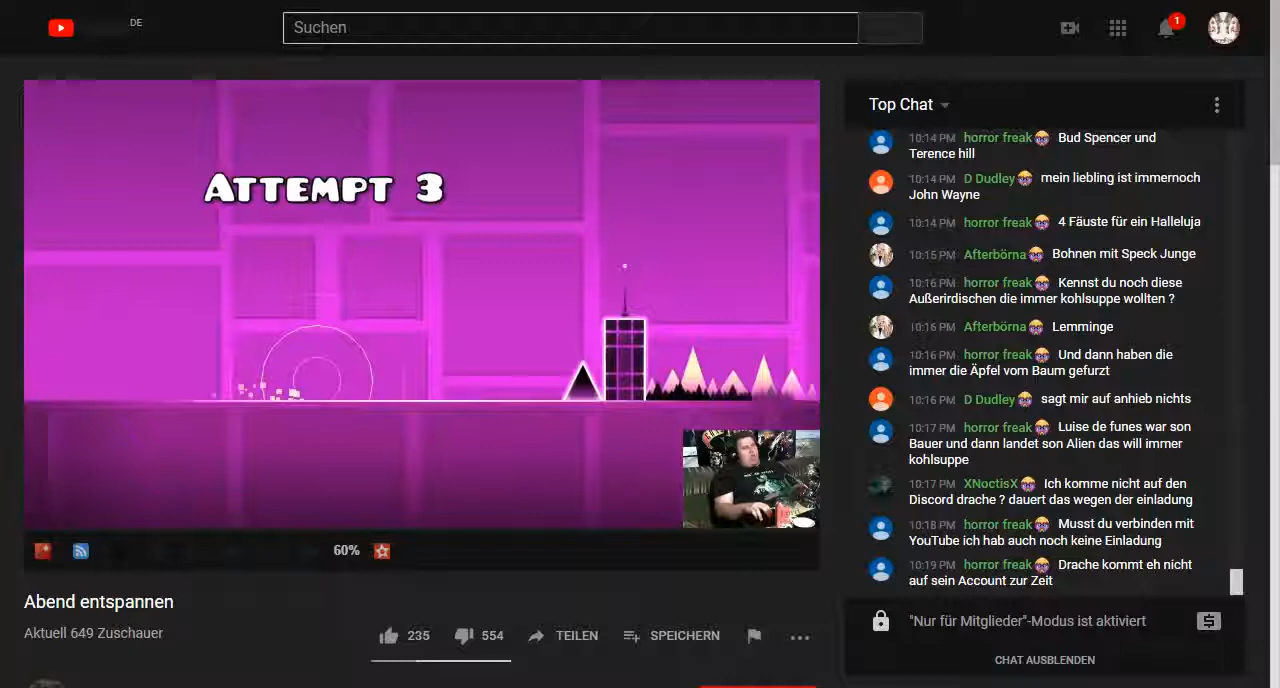 DE
Suchen
1
Top Chat
ATTEMPT 3
10:14 PM horror freak Bud Spencer und
Terence hill
10:14 PM D Dudley mein liebling ist immernoch
John Wayne
10:14 PM horror freak 4 Fäuste für ein Halleluja
10:15 PM Afterbörna Bohnen mit Speck Junge
10:16 PM horror freak Kennst du noch diese
Außerirdischen die immer kohlsuppe wollten ?
10:16 PM Afterbörna Lemminge
10:16 PM horror freak Und dann haben die
immer die Äpfel vom Baum gefurzt
10:16 PM D Dudley sagt mir auf anhieb nichts
10:17 PM horror freak Luise de funes war son
Bauer und dann landet son Alien das will immer
kohlsuppe
10:17 PM XNoctisX Ich komme nicht auf den
Discord drache ? dauert das wegen der einladung
10:18 PM horror freak Musst du verbinden mit
YouTube ich hab auch noch keine Einladung
10:19 PM horror freak Drache kommt eh nicht
auf sein Account zur Zeit
60%
Abend entspannen
Aktuell 649 Zuschauer
235
554
TEILEN
SPEICHERN
"Nur für Mitglieder"-Modus ist aktiviert
CHAT AUSBLENDEN